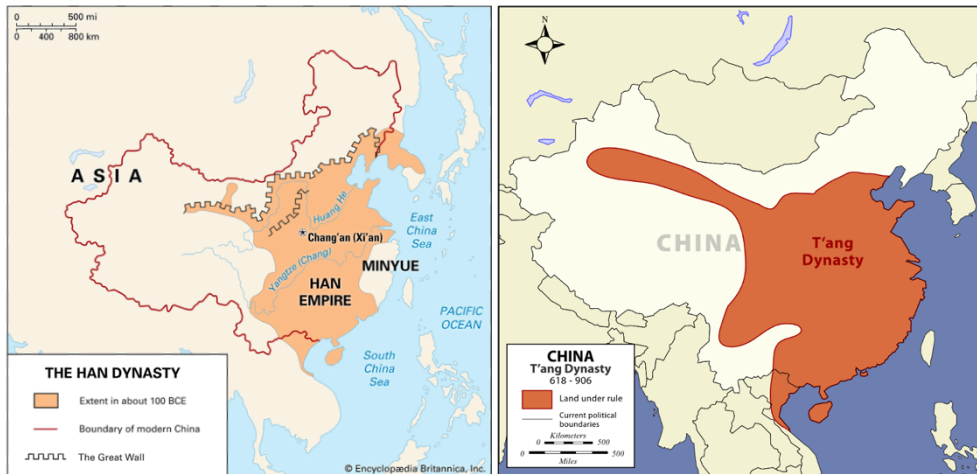 0 500 mi
0 400 800 km
ASIA
Huang He
Chang'an (Xi'an)
East
China
Sea
Yangtze (Chang)
MINYUE
HAN
EMPIRE
PACIFIC
OCEAN
South
China
Sea
THE HAN DYNASTY
Extent in about 100 BCE
Boundary of modern China
The Great Wall
© Encyclopædia Britannica, Inc.
N
CHINA
T'ang
Dynasty
CHINA
T'ang Dynasty
618 - 906
Land under rule
Current political
boundaries
Kilometers
0 500
0 500
Miles